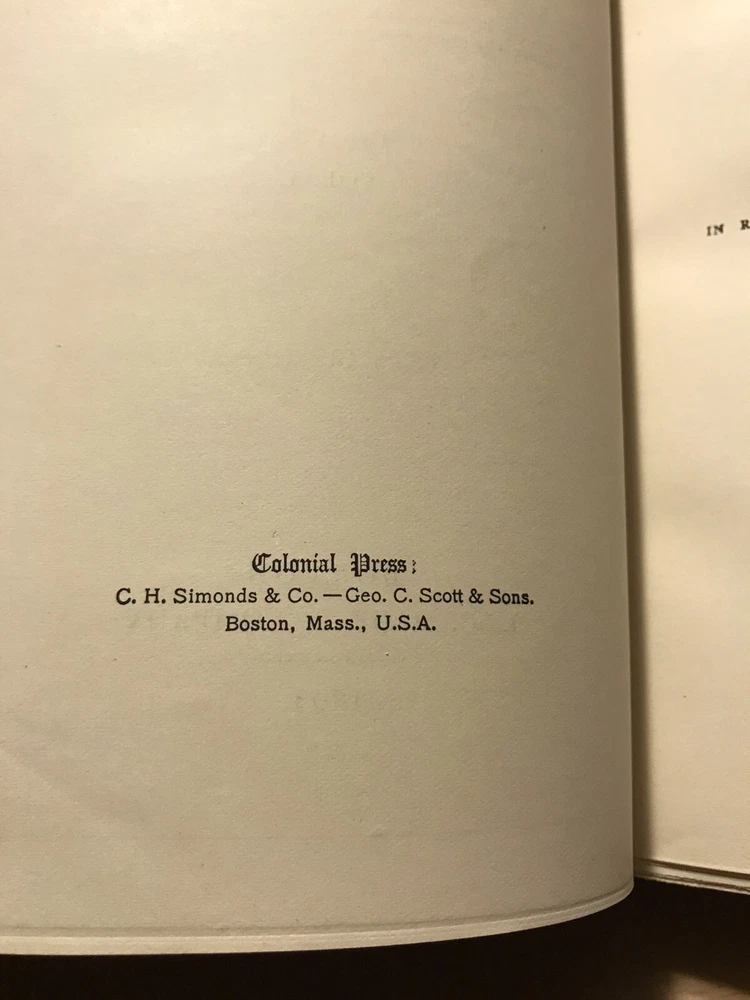 Colonial Press:
C. H. Simonds & Co. — Geo. C. Scott & Sons.
Boston, Mass., U.S.A.
IN R